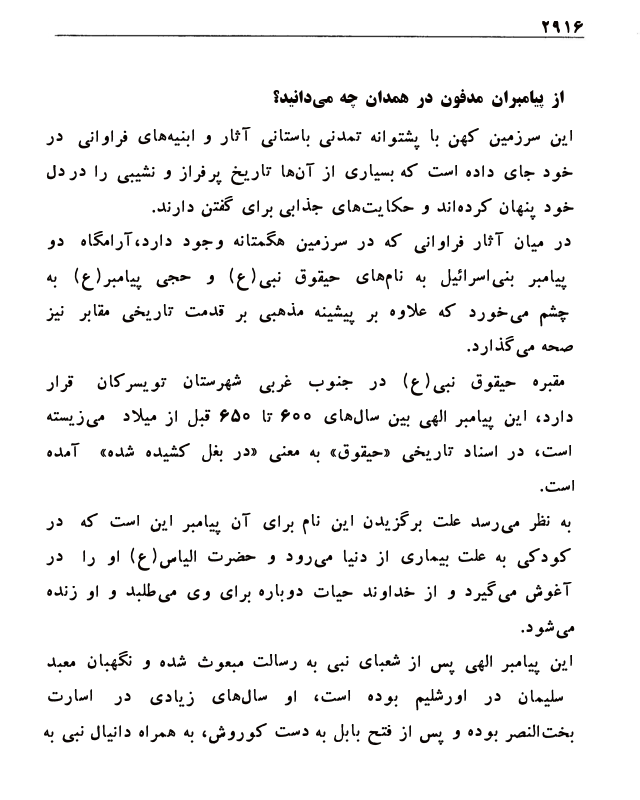 ۲۹۱۶
از پیامبران مدفون در همدان چه می‌دانید؟
این سرزمین کهن با پشتوانه تمدنی باستانی آثار و ابنیه‌های فراوانی در
خود جای داده است که بسیاری از آن‌ها تاریخ پرفراز و نشیبی را در دل
خود پنهان کرده‌اند و حکایت‌های جذابی برای گفتن دارند.
در میان آثار فراوانی که در سرزمین هگمتانه وجود دارد،آرامگاه دو
پیامبر بنی‌اسرائیل به نام‌های حیقوق نبی(ع) و حجی پیامبر(ع) به
چشم می‌خورد که علاوه بر پیشینه مذهبی بر قدمت تاریخی مقابر نیز
صحه می‌گذارد.
مقبره حیقوق نبی(ع) در جنوب غربی شهرستان تویسرکان قرار
دارد، این پیامبر الهی بین سال‌های ۶۰۰ تا ۶۵۰ قبل از میلاد می‌زیسته
است، در اسناد تاریخی «حیقوق» به معنی «در بغل کشیده شده» آمده
است.
به نظر می‌رسد علت برگزیدن این نام برای آن پیامبر این است که در
کودکی به علت بیماری از دنیا می‌رود و حضرت الیاس(ع) او را در
آغوش می‌گیرد و از خداوند حیات دوباره برای وی می‌طلبد و او زنده
می‌شود.
این پیامبر الهی پس از شعبای نبی به رسالت مبعوث شده و نگهبان معبد
سلیمان در اورشلیم بوده است، او سال‌های زیادی در اسارت
بخت‌النصر بوده و پس از فتح بابل به دست کوروش، به همراه دانیال نبی به